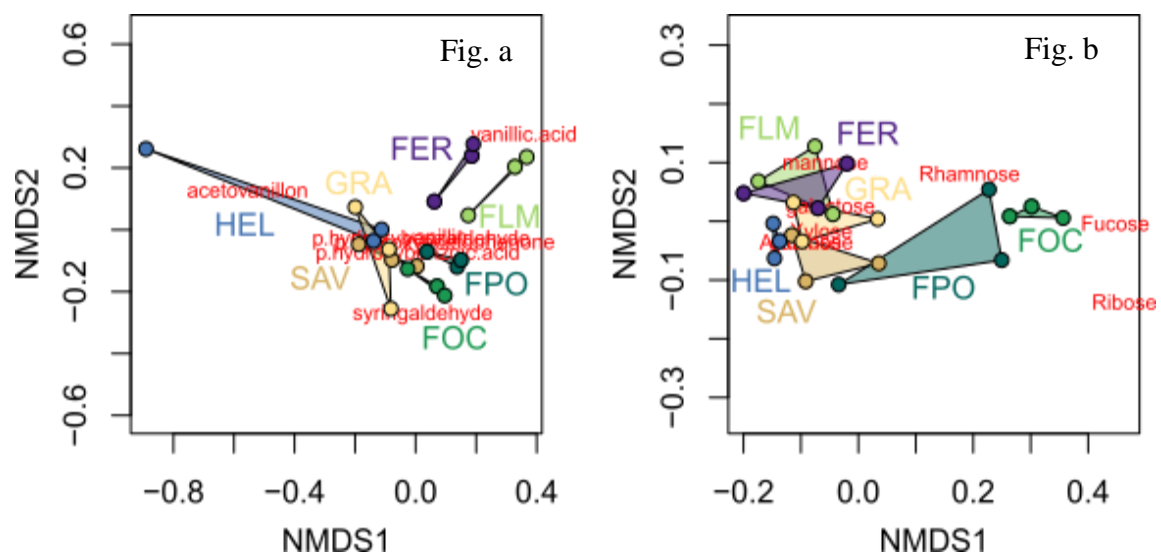 Fig. a
NMDS2
0.6
0.2
−0.2
−0.6
FER
vanillic.acid
acetovanillon
GRA
HEL
FLM
SAV
FPO
syringaldehyde
FOC
−0.8
−0.4
0.0
0.4
NMDS1
Fig. b
NMDS2
0.3
0.1
−0.1
−0.3
FLM
FER
mannose
Rhamnose
GRA
galactose
Xylose
Fucose
FOC
HEL
FPO
Ribose
SAV
−0.2
0.0
0.2
0.4
NMDS1